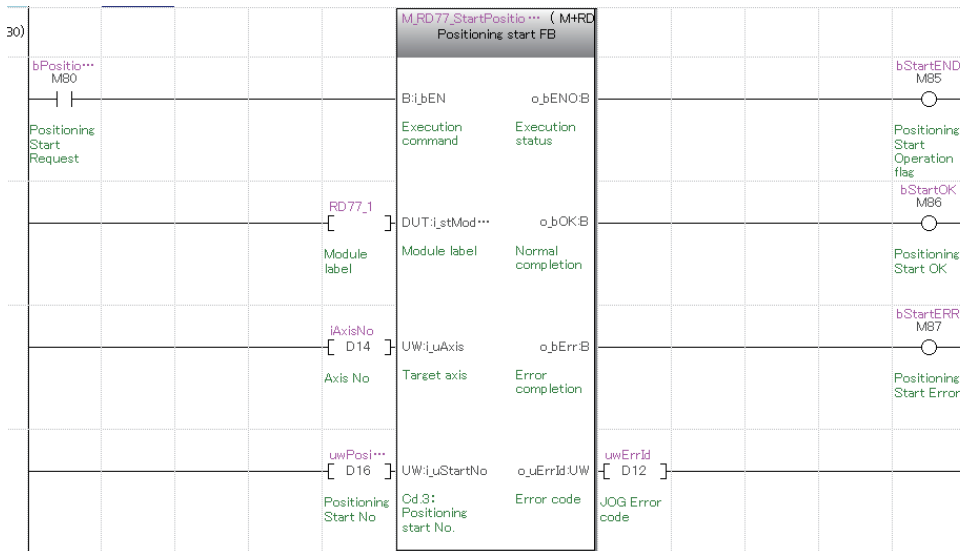 M_RD77_StartPositio… (M+RD
30)
Positioning start FB
bPositio…
M80
B:i_bEN
o_bENO:B
bStartEND
M85
Positioning
Start
Request
Execution
command
Execution
status
Positioning
Start
Operation
flag
RD77_1
DUT:i_stMod…
o_bOK:B
bStartOK
M86
Module
label
Module label
Normal
completion
Positioning
Start OK
iAxisNo
D14
UW:i_uAxis
o_bErr:B
bStartERR
M87
Axis No
Target axis
Error
completion
Positioning
Start Error
uwPosi…
D16
UW:i_uStartNo
o_uErrId:UW
uwErrId
D12
Positioning
Start No
Cd.3:
Positioning
start No.
Error code
JOG Error
code